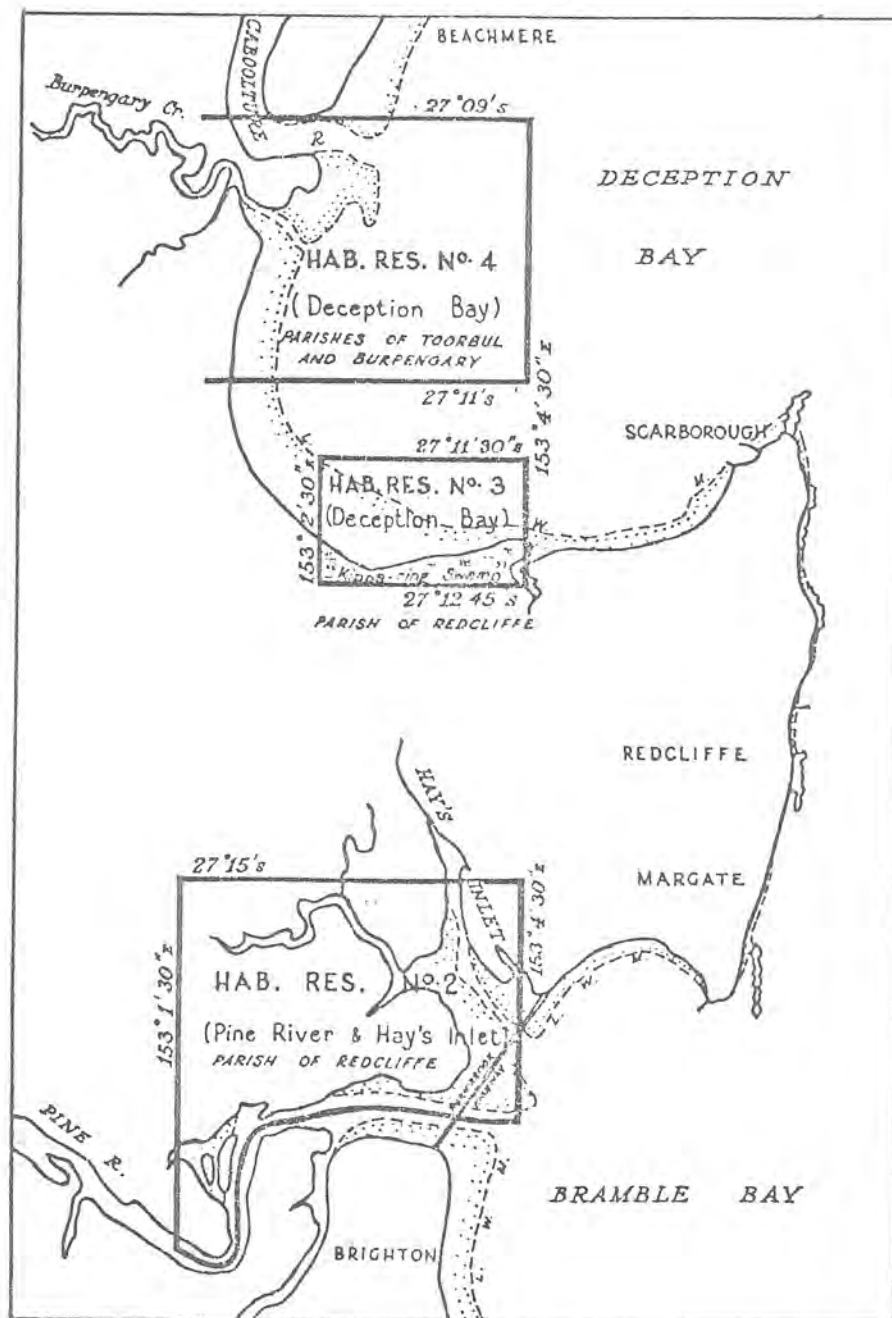 BEACHMERE
CABOOLTURE
R
Burpengary Cr.
27°09's
DECEPTION
BAY
HAB. RES. No. 4
(Deception Bay)
PARISHES OF TOORBUL
AND BURPENGARY
27°11's
153°4'30"E
SCARBOROUGH
27°11'30"s
153°2'30"E
HAB. RES. No. 3
(Deception Bay)
L.
W.
M.
W.
Kippa-ring Swamp
27°12'45"s
PARISH OF REDCLIFFE
REDCLIFFE
HAY'S
INLET
MARGATE
27°15's
153°4'30"E
153°1'30"E
HAB. RES. No. 2
(Pine River & Hay's Inlet)
PARISH OF REDCLIFFE
L. W. M.
PINE
R.
BRAMBLE BAY
BRIGHTON
L. W. M.